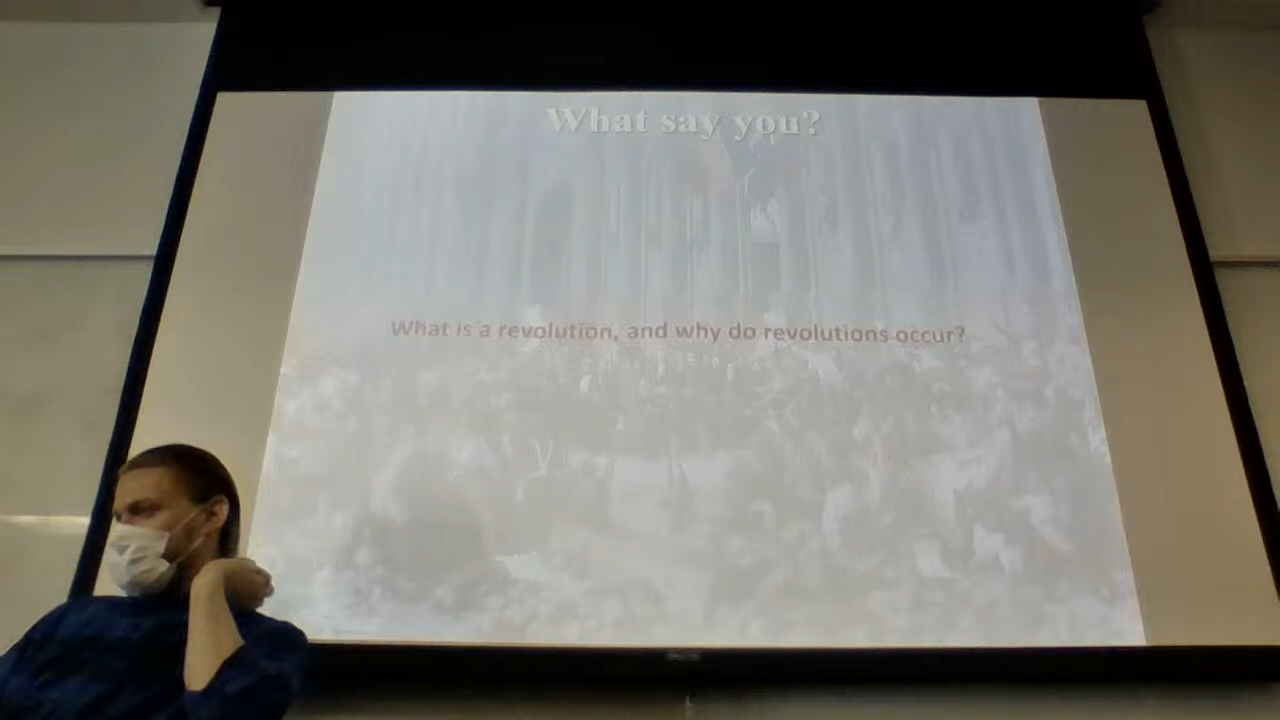 What say you?
What is a revolution, and why do revolutions occur?